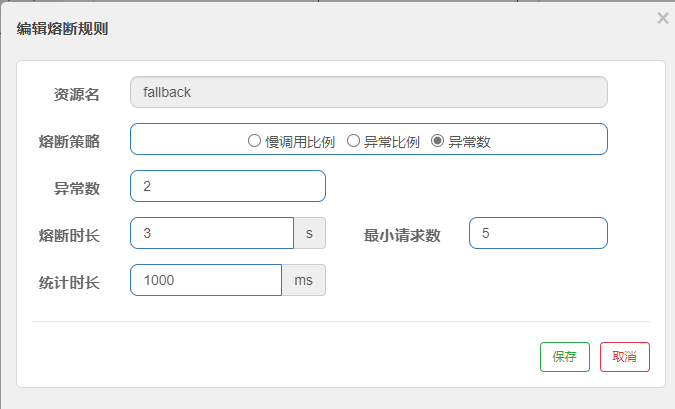 编辑熔断规则
×
资源名 fallback
熔断策略 慢调用比例 异常比例 异常数
异常数 2
熔断时长 3 s 最小请求数 5
统计时长 1000 ms
保存 取消